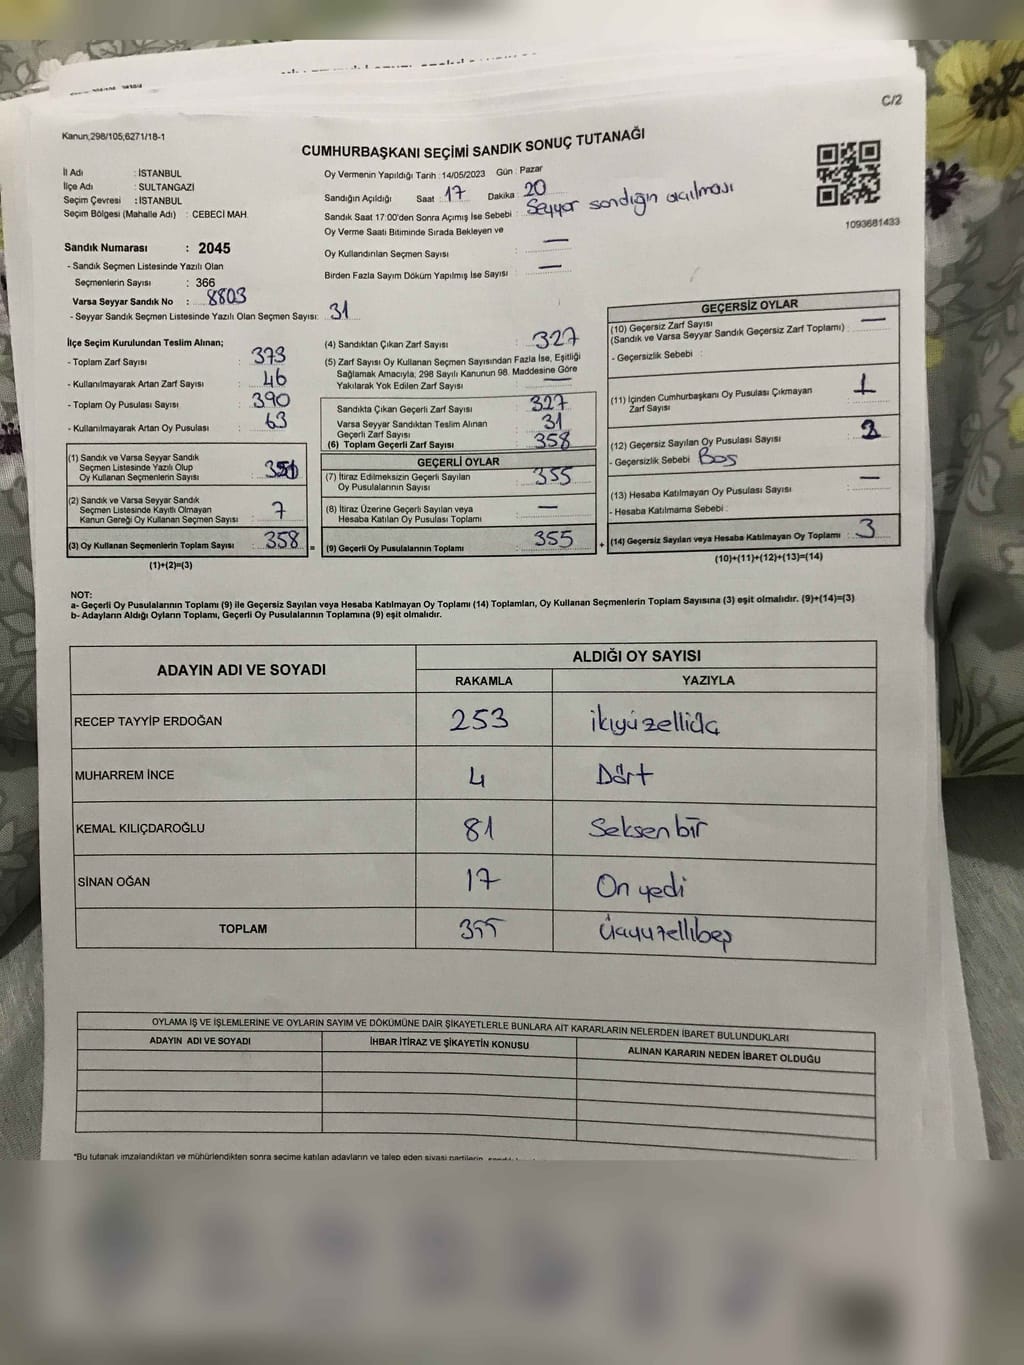 C/2
Kanun;298/105;6271/18-1
CUMHURBAŞKANI SEÇİMİ SANDIK SONUÇ TUTANAĞI
İl Adı : İSTANBUL
İlçe Adı : SULTANGAZİ
Seçim Çevresi : İSTANBUL
Seçim Bölgesi (Mahalle Adı) : CEBECİ MAH.
Oy Vermenin Yapıldığı Tarih :14/05/2023 Gün : Pazar
Sandığın Açıldığı Saat : 17 Dakika : 20
Sandık Saat 17:00'den Sonra Açımış İse Sebebi : Seyyar sandığın açılması
Oy Verme Saati Bitiminde Sırada Bekleyen ve
Oy Kullandırılan Seçmen Sayısı : —
Birden Fazla Sayım Döküm Yapılmış İse Sayısı : —
1093681433
Sandık Numarası : 2045
- Sandık Seçmen Listesinde Yazılı Olan
Seçmenlerin Sayısı : 366
Varsa Seyyar Sandık No : 8803
- Seyyar Sandık Seçmen Listesinde Yazılı Olan Seçmen Sayısı: 31
İlçe Seçim Kurulundan Teslim Alınan;
- Toplam Zarf Sayısı : 373
- Kullanılmayarak Artan Zarf Sayısı : 46
- Toplam Oy Pusulası Sayısı : 390
- Kullanılmayarak Artan Oy Pusulası : 63
(1) Sandık ve Varsa Seyyar Sandık
Seçmen Listesinde Yazılı Olup
Oy Kullanan Seçmenlerin Sayısı :
(2) Sandık ve Varsa Seyyar Sandık
Seçmen Listesinde Kayıtlı Olmayan
Kanun Gereği Oy Kullanan Seçmen Sayısı : 7
(3) Oy Kullanan Seçmenlerin Toplam Sayısı : 358
(1)+(2)=(3)
(4) Sandıktan Çıkan Zarf Sayısı : 327
(5) Zarf Sayısı Oy Kullanan Seçmen Sayısından Fazla İse, Eşitliği
Sağlamak Amacıyla, 298 Sayılı Kanunun 98. Maddesine Göre
Yakılarak Yok Edilen Zarf Sayısı : —
Sandıkta Çıkan Geçerli Zarf Sayısı : 327
Varsa Seyyar Sandıktan Teslim Alınan
Geçerli Zarf Sayısı : 31
(6) Toplam Geçerli Zarf Sayısı : 358
GEÇERLİ OYLAR
(7) İtiraz Edilmeksizin Geçerli Sayılan
Oy Pusulalarının Sayısı : 355
(8) İtiraz Üzerine Geçerli Sayılan veya
Hesaba Katılan Oy Pusulası Toplamı : —
= (9) Geçerli Oy Pusulalarının Toplamı : 355
GEÇERSİZ OYLAR
(10) Geçersiz Zarf Sayısı
(Sandık ve Varsa Seyyar Sandık Geçersiz Zarf Toplamı) : —
- Geçersizlik Sebebi :
(11) İçinden Cumhurbaşkanı Oy Pusulası Çıkmayan
Zarf Sayısı : 1
(12) Geçersiz Sayılan Oy Pusulası Sayısı : 2
- Geçersizlik Sebebi : Boş
(13) Hesaba Katılmayan Oy Pusulası Sayısı : —
- Hesaba Katılmama Sebebi :
+ (14) Geçersiz Sayılan veya Hesaba Katılmayan Oy Toplamı : 3
(10)+(11)+(12)+(13)=(14)
NOT:
a- Geçerli Oy Pusulalarının Toplamı (9) ile Geçersiz Sayılan veya Hesaba Katılmayan Oy Toplamı (14) Toplamları, Oy Kullanan Seçmenlerin Toplam Sayısına (3) eşit olmalıdır. (9)+(14)=(3)
b- Adayların Aldığı Oyların Toplamı, Geçerli Oy Pusulalarının Toplamına (9) eşit olmalıdır.
ADAYIN ADI VE SOYADI
ALDIĞI OY SAYISI
RAKAMLA YAZIYLA
RECEP TAYYİP ERDOĞAN 253 ikiyüzelliüç
MUHARREM İNCE 4 Dört
KEMAL KILIÇDAROĞLU 81 Seksenbir
SİNAN OĞAN 17 On yedi
TOPLAM 355 Üçyüzellibeş
OYLAMA İŞ VE İŞLEMLERİNE VE OYLARIN SAYIM VE DÖKÜMÜNE DAİR ŞİKAYETLERLE BUNLARA AİT KARARLARIN NELERDEN İBARET BULUNDUKLARI
ADAYIN ADI VE SOYADI İHBAR İTİRAZ VE ŞİKAYETİN KONUSU ALINAN KARARIN NEDEN İBARET OLDUĞU
*Bu tutanak imzalandıktan ve mühürlendikten sonra seçime katılan adayların ve talep eden siyasi partilerin